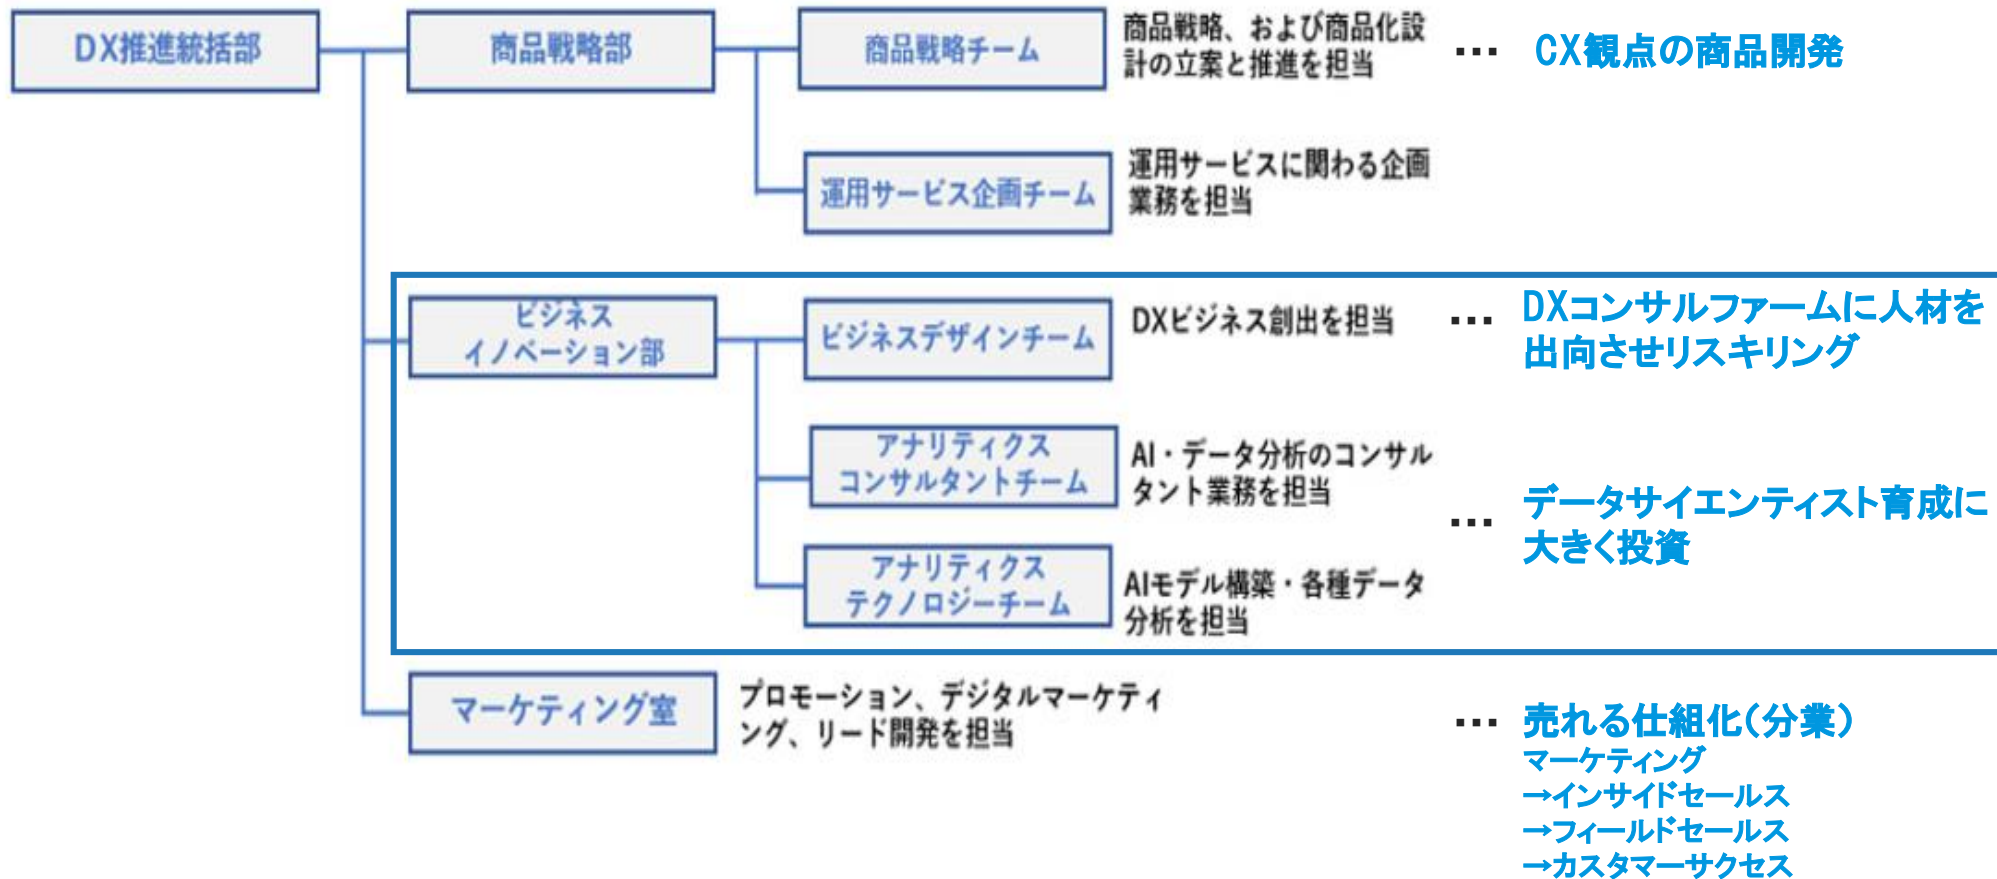 DX推進統括部
商品戦略部
商品戦略チーム
商品戦略、および商品化設
計の立案と推進を担当
… CX観点の商品開発
運用サービス企画チーム
運用サービスに関わる企画
業務を担当
ビジネス
イノベーション部
ビジネスデザインチーム
DXビジネス創出を担当
… DXコンサルファームに人材を
出向させリスキリング
アナリティクス
コンサルタントチーム
AI・データ分析のコンサル
タント業務を担当
… データサイエンティスト育成に
大きく投資
アナリティクス
テクノロジーチーム
AIモデル構築・各種データ
分析を担当
マーケティング室
プロモーション、デジタルマーケティ
ング、リード開発を担当
… 売れる仕組化(分業)
マーケティング
→インサイドセールス
→フィールドセールス
→カスタマーサクセス